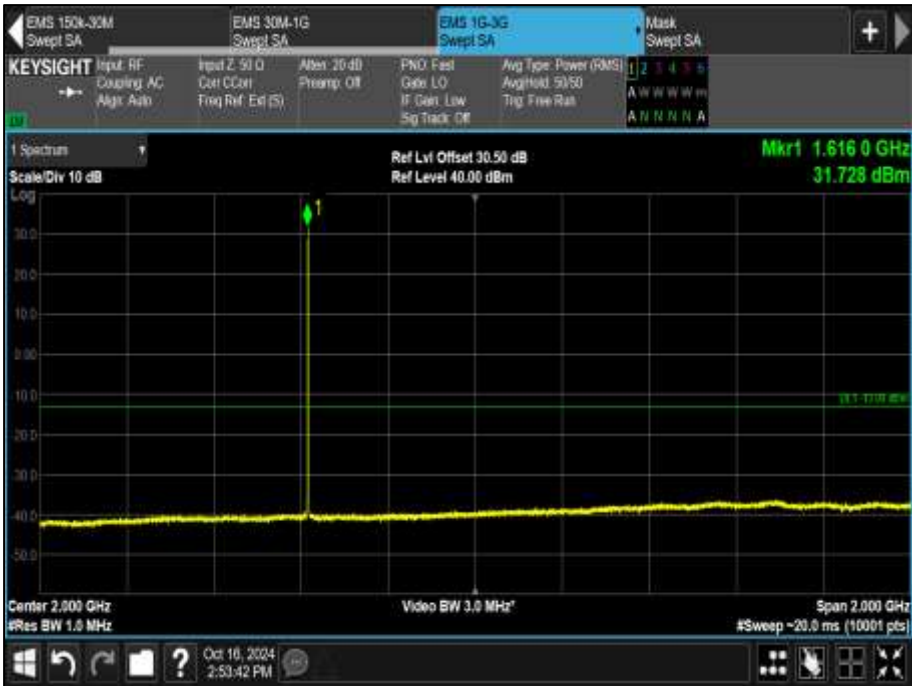 EMS 150k-30M
Swept SA
EMS 30M-1G
Swept SA
EMS 1G-3G
Swept SA
Mask
Swept SA
KEYSIGHT
Input: RF
Coupling: AC
Align: Auto
Input Z: 50 Ω
Corr CCorr
Freq Ref: Ext (S)
Atten: 20 dB
Preamp: Off
PNO: Fast
Gate: LO
IF Gain: Low
Sig Track: Off
Avg Type: Power (RMS)
Avg|Hold: 50/50
Trig: Free Run
1 2 3 4 5 6
A W W W W W
A N N N N A
1 Spectrum
Scale/Div 10 dB
Log
Ref Lvl Offset 30.50 dB
Ref Level 40.00 dBm
Mkr1 1.616 0 GHz
31.728 dBm
1
30.0
20.0
10.0
0.00
10.0
20.0
30.0
40.0
50.0
Center 2.000 GHz
#Res BW 1.0 MHz
Video BW 3.0 MHz*
Span 2.000 GHz
#Sweep ~20.0 ms (10001 pts)
?
Oct 16, 2024
2:53:42 PM